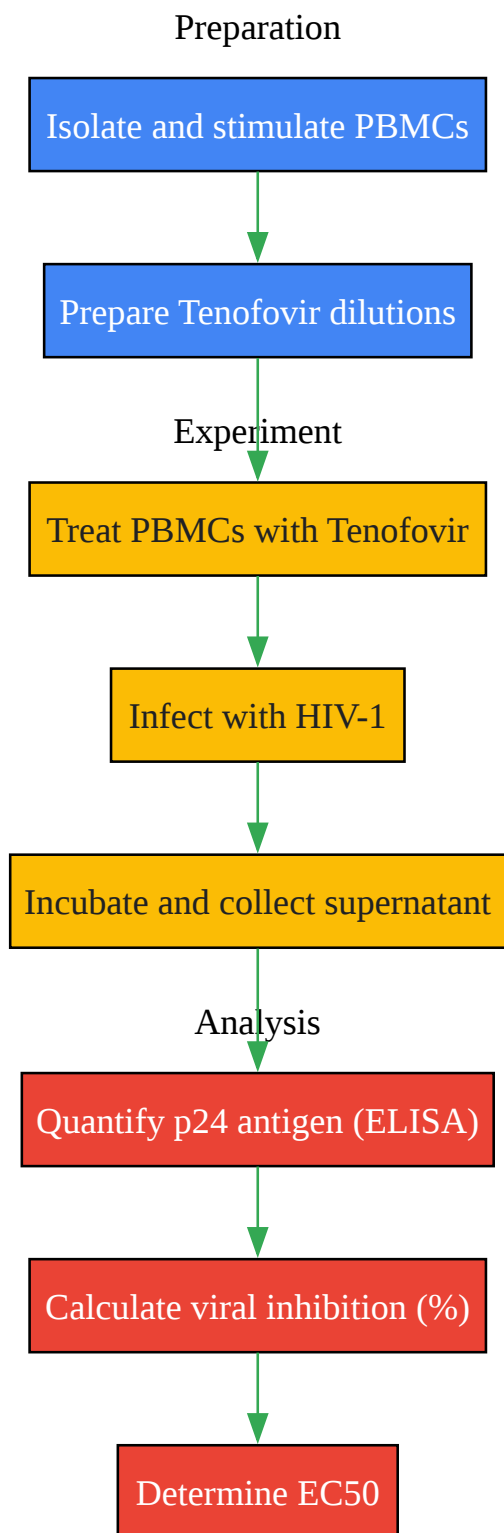 Preparation
Isolate and stimulate PBMCs
Prepare Tenofovir dilutions
Experiment
Treat PBMCs with Tenofovir
Infect with HIV-1
Incubate and collect supernatant
Analysis
Quantify p24 antigen (ELISA)
Calculate viral inhibition (%)
Determine EC50